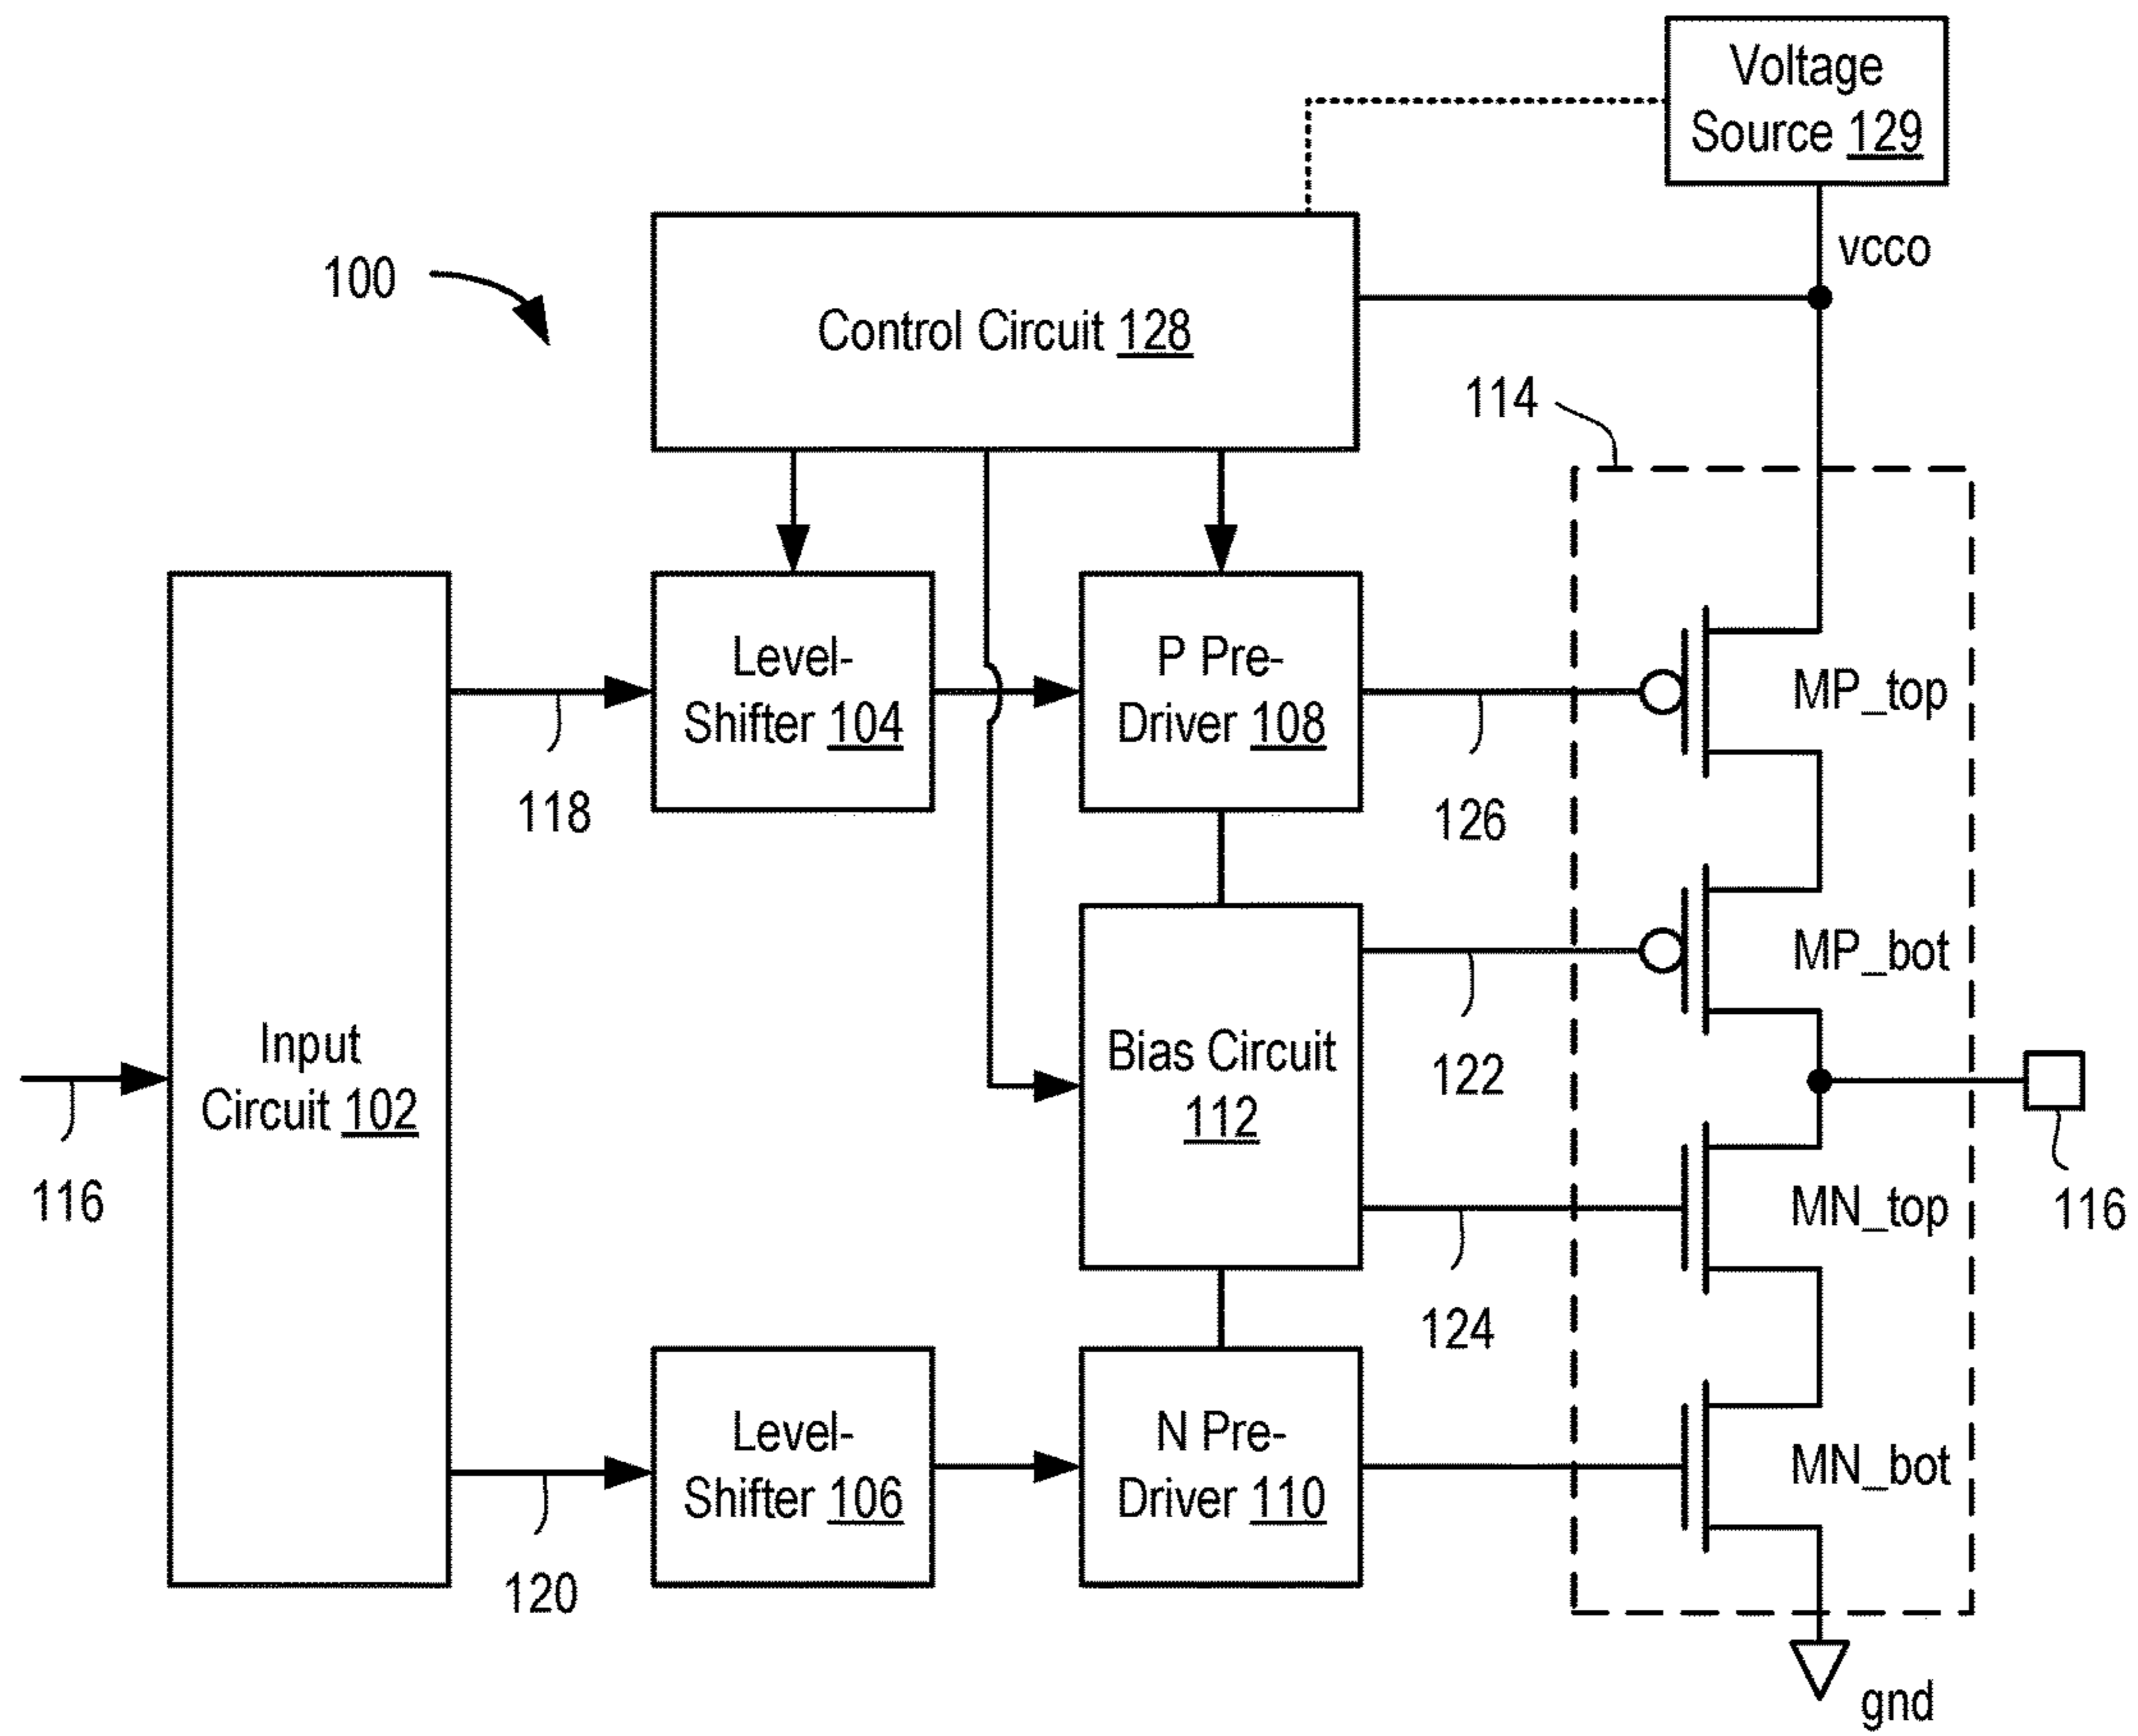 Voltage
Source 129
vcco
100
Control Circuit 128
114
Level-
Shifter 104
P Pre-
Driver 108
MP_top
118
126
MP_bot
Input
Circuit 102
Bias Circuit
112
122
116
MN_top
116
124
Level-
Shifter 106
N Pre-
Driver 110
MN_bot
120
gnd